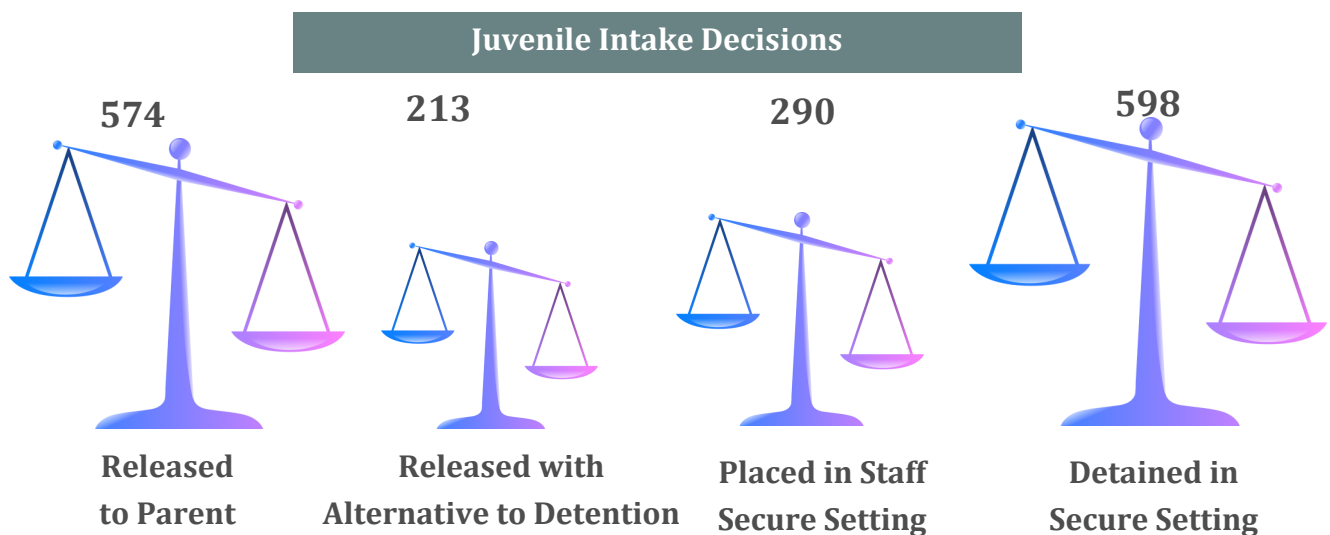 Juvenile Intake Decisions
574
213
290
598
Released
to Parent
Released with
Alternative to Detention
Placed in Staff
Secure Setting
Detained in
Secure Setting